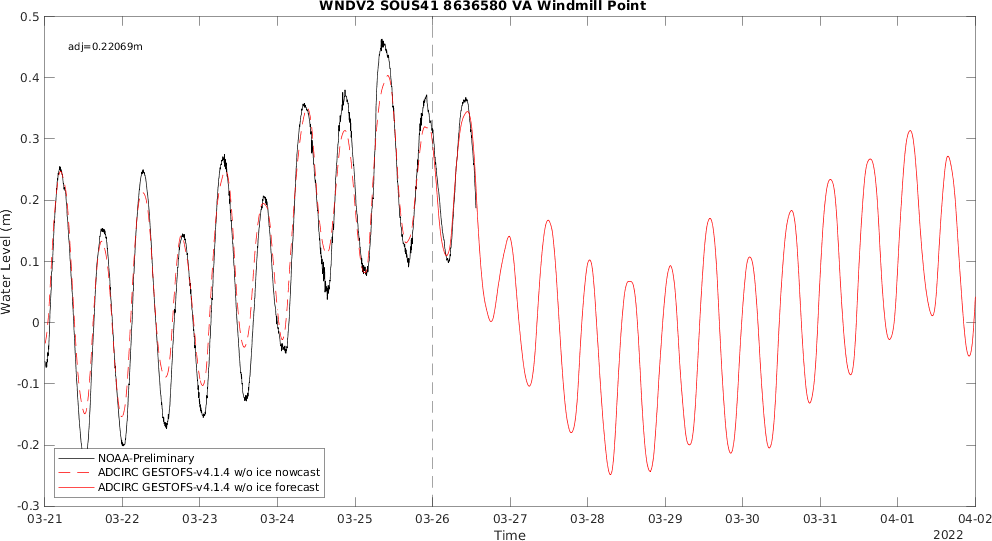 WNDV2 SOUS41 8636580 VA Windmill Point
adj=0.22069m
Water Level (m)
0.5
0.4
0.3
0.2
0.1
0
-0.1
-0.2
-0.3
NOAA-Preliminary
ADCIRC GESTOFS-v4.1.4 w/o ice nowcast
ADCIRC GESTOFS-v4.1.4 w/o ice forecast
03-21 03-22 03-23 03-24 03-25 03-26 03-27 03-28 03-29 03-30 03-31 04-01 04-02
Time
2022